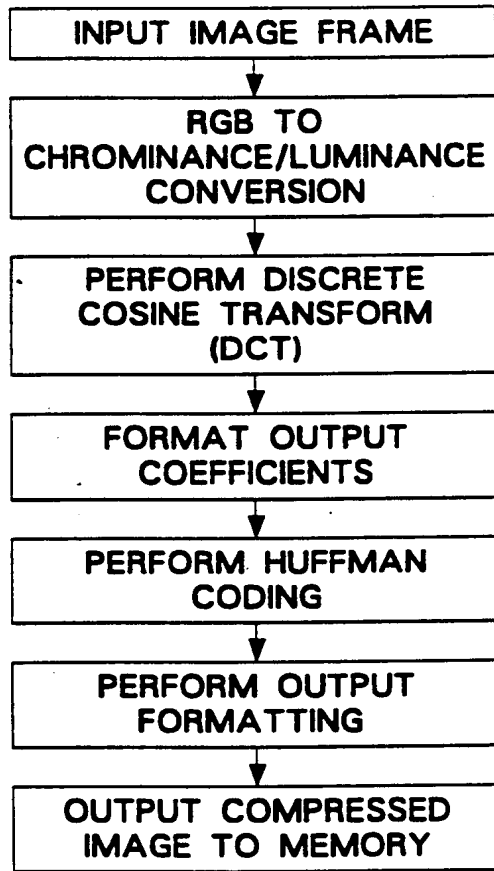 INPUT IMAGE FRAME
RGB TO
CHROMINANCE/LUMINANCE
CONVERSION
PERFORM DISCRETE
COSINE TRANSFORM
(DCT)
FORMAT OUTPUT
COEFFICIENTS
PERFORM HUFFMAN
CODING
PERFORM OUTPUT
FORMATTING
OUTPUT COMPRESSED
IMAGE TO MEMORY